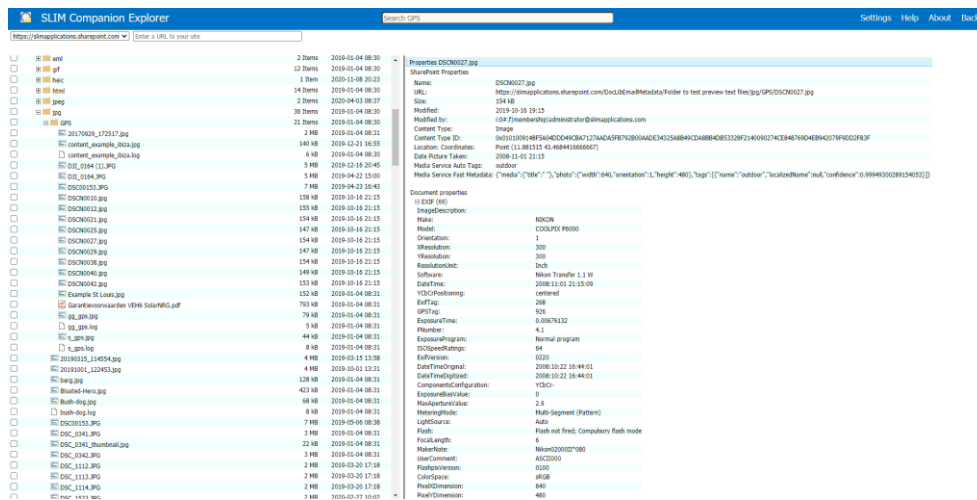 SLIM Companion Explorer
Search GPS
Settings Help About Back
https://slimapplications.sharepoint.com
Enter a URL to your site
eml 2 Items 2019-01-04 08:30
gif 12 Items 2019-01-04 08:30
heic 1 Item 2020-11-08 20:23
html 14 Items 2019-01-04 08:30
jpeg 2 Items 2020-04-03 08:37
jpg 36 Items 2019-01-04 08:30
GPS 21 Items 2019-01-04 08:30
20170929_172517.jpg 2 MB 2019-01-04 08:31
content_example_ibiza.jpg 140 kB 2019-12-21 16:55
content_example_ibiza.log 6 kB 2019-01-04 08:30
DJI_0164 (1).JPG 5 MB 2019-12-16 20:45
DJI_0164.JPG 5 MB 2019-04-22 15:00
DSC00153.JPG 7 MB 2019-04-23 16:43
DSCN0010.jpg 158 kB 2019-10-16 21:15
DSCN0012.jpg 155 kB 2019-10-16 21:15
DSCN0021.jpg 154 kB 2019-10-16 21:15
DSCN0025.jpg 147 kB 2019-10-16 21:15
DSCN0027.jpg 154 kB 2019-10-16 21:15
DSCN0029.jpg 147 kB 2019-10-16 21:15
DSCN0038.jpg 154 kB 2019-10-16 21:15
DSCN0040.jpg 149 kB 2019-10-16 21:15
DSCN0042.jpg 153 kB 2019-10-16 21:15
Example St Louis.jpg 152 kB 2019-01-04 08:31
Garantievoorwaarden VEH6 SolarNRG.pdf 793 kB 2019-01-04 08:31
pg_gps.jpg 79 kB 2019-01-04 08:31
pg_gps.log 5 kB 2019-01-04 08:31
s_gps.jpg 44 kB 2019-01-04 08:31
s_gps.log 8 kB 2019-01-04 08:31
20190315_114554.jpg 4 MB 2019-03-15 13:58
20191001_122453.jpg 4 MB 2019-10-01 13:31
berg.jpg 128 kB 2019-01-04 08:31
Bloated-Hero.jpg 423 kB 2019-01-04 08:31
Bush-dog.jpg 68 kB 2019-01-04 08:31
bush-dog.log 8 kB 2019-01-04 08:31
DSC00153.JPG 7 MB 2019-05-06 08:38
DSC_0341.JPG 3 MB 2019-01-04 08:31
DSC_0341_thumbnail.jpg 22 kB 2019-01-04 08:31
DSC_0342.JPG 3 MB 2019-01-04 08:31
DSC_1112.JPG 2 MB 2019-03-20 17:18
DSC_1113.JPG 2 MB 2019-03-20 17:18
DSC_1114.JPG 2 MB 2019-03-20 17:18
DSC_1523.JPG 2 MB 2020-02-27 10:02
Properties DSCN0027.jpg
SharePoint Properties
Name: DSCN0027.jpg
URL: https://slimapplications.sharepoint.com/DocLibEmailMetadata/Folder to test preview text files/jpg/GPS/DSCN0027.jpg
Size: 154 kB
Modified: 2019-10-16 19:15
Modified by: i:0#.f|membership|administrator@slimapplications.com
Content Type: Image
Content Type ID:
Location: Coordinates: Point (11.881515 43.4684416666667)
Date Picture Taken: 2008-11-01 21:15
Media Service Auto Tags: outdoor
Media Service Fast Metadata: {"media":{"title":" "},"photo":{"width":640,"orientation":1,"height":480},"tags":[{"name":"outdoor","localizedName":null,"confidence":0.99949300289154053}]}
Document properties
EXIF (69)
ImageDescription:
Make: NIKON
Model: COOLPIX P6000
Orientation: 1
XResolution: 300
YResolution: 300
ResolutionUnit: Inch
Software: Nikon Transfer 1.1 W
DateTime: 2008:11:01 21:15:09
YCbCrPositioning: centered
ExifTag: 268
GPSTag: 926
ExposureTime: 0.00676132
FNumber: 4.1
ExposureProgram: Normal program
ISOSpeedRatings: 64
ExifVersion: 0220
DateTimeOriginal: 2008:10:22 16:44:01
DateTimeDigitized: 2008:10:22 16:44:01
ComponentsConfiguration: YCbCr-
ExposureBiasValue: 0
MaxApertureValue: 2.9
MeteringMode: Multi-Segment (Pattern)
LightSource: Auto
Flash: Flash not fired; Compulsory flash mode
FocalLength: 6
MakerNote:
UserComment: ASCII000
FlashpixVersion: 0100
ColorSpace: sRGB
PixelXDimension: 640
PixelYDimension: 480